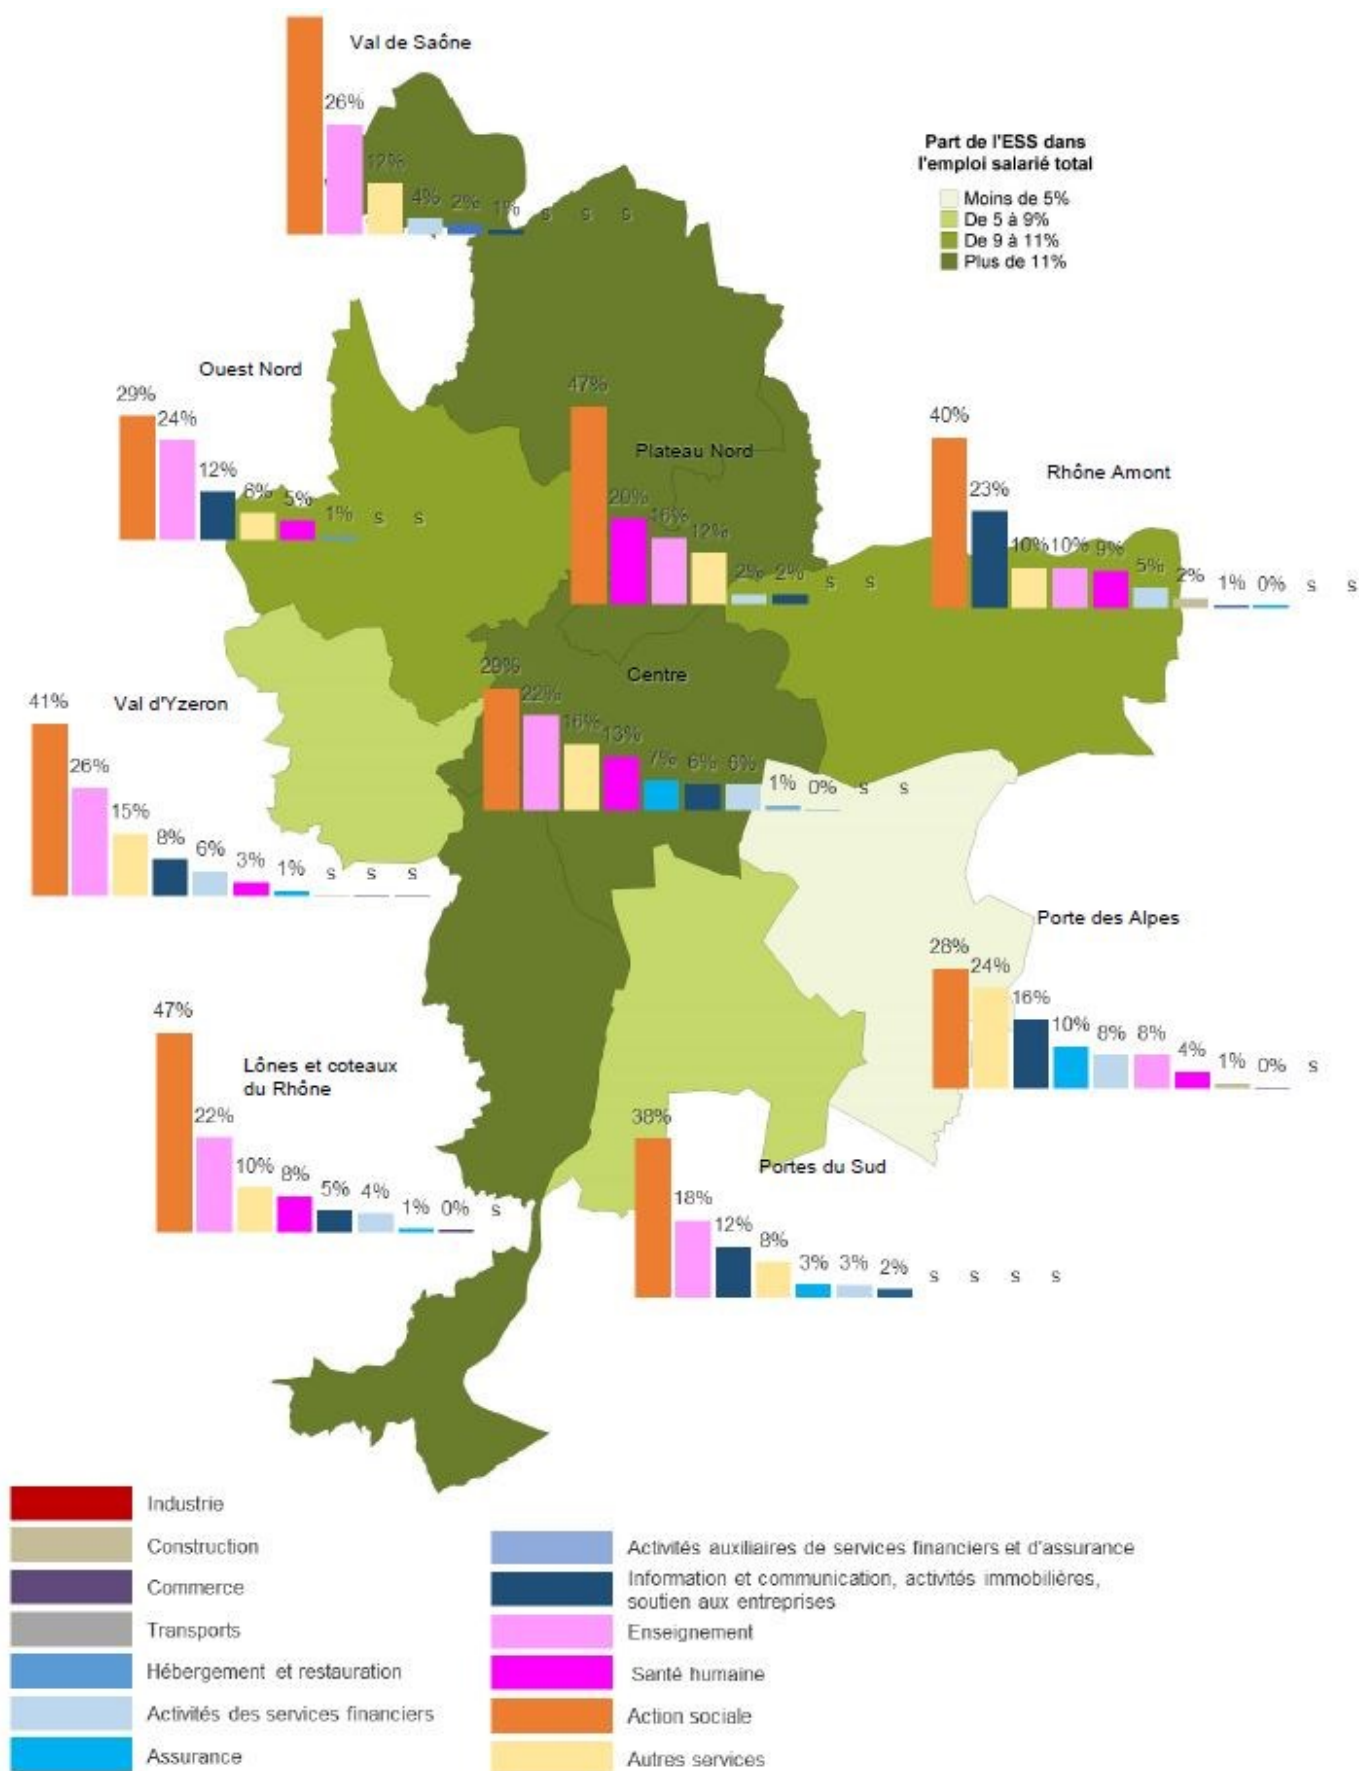 Val de Saône
26%
12%
4% 2% 1% s s s
Part de l'ESS dans
l'emploi salarié total
Moins de 5%
De 5 à 9%
De 9 à 11%
Plus de 11%
Ouest Nord
29%
24%
12%
6% 5% 1% s s
47%
Plateau Nord
20%
16%
12%
2% 2% s s
Rhône Amont
40%
23%
10% 10% 9% 5% 2% 1% 0% s s
Centre
29%
22%
16%
13%
7% 6% 6% 1% 0% s s
Val d'Yzeron
41%
26%
15%
8% 6% 3% 1% s s s
Porte des Alpes
28%
24%
16%
10% 8% 8% 4% 1% 0% s
47%
Lônes et coteaux
du Rhône
22%
10% 8% 5% 4% 1% 0% s
38%
Portes du Sud
18%
12%
8% 3% 3% 2% s s s s
Industrie
Construction
Commerce
Transports
Hébergement et restauration
Activités des services financiers
Assurance
Activités auxiliaires de services financiers et d'assurance
Information et communication, activités immobilières,
soutien aux entreprises
Enseignement
Santé humaine
Action sociale
Autres services